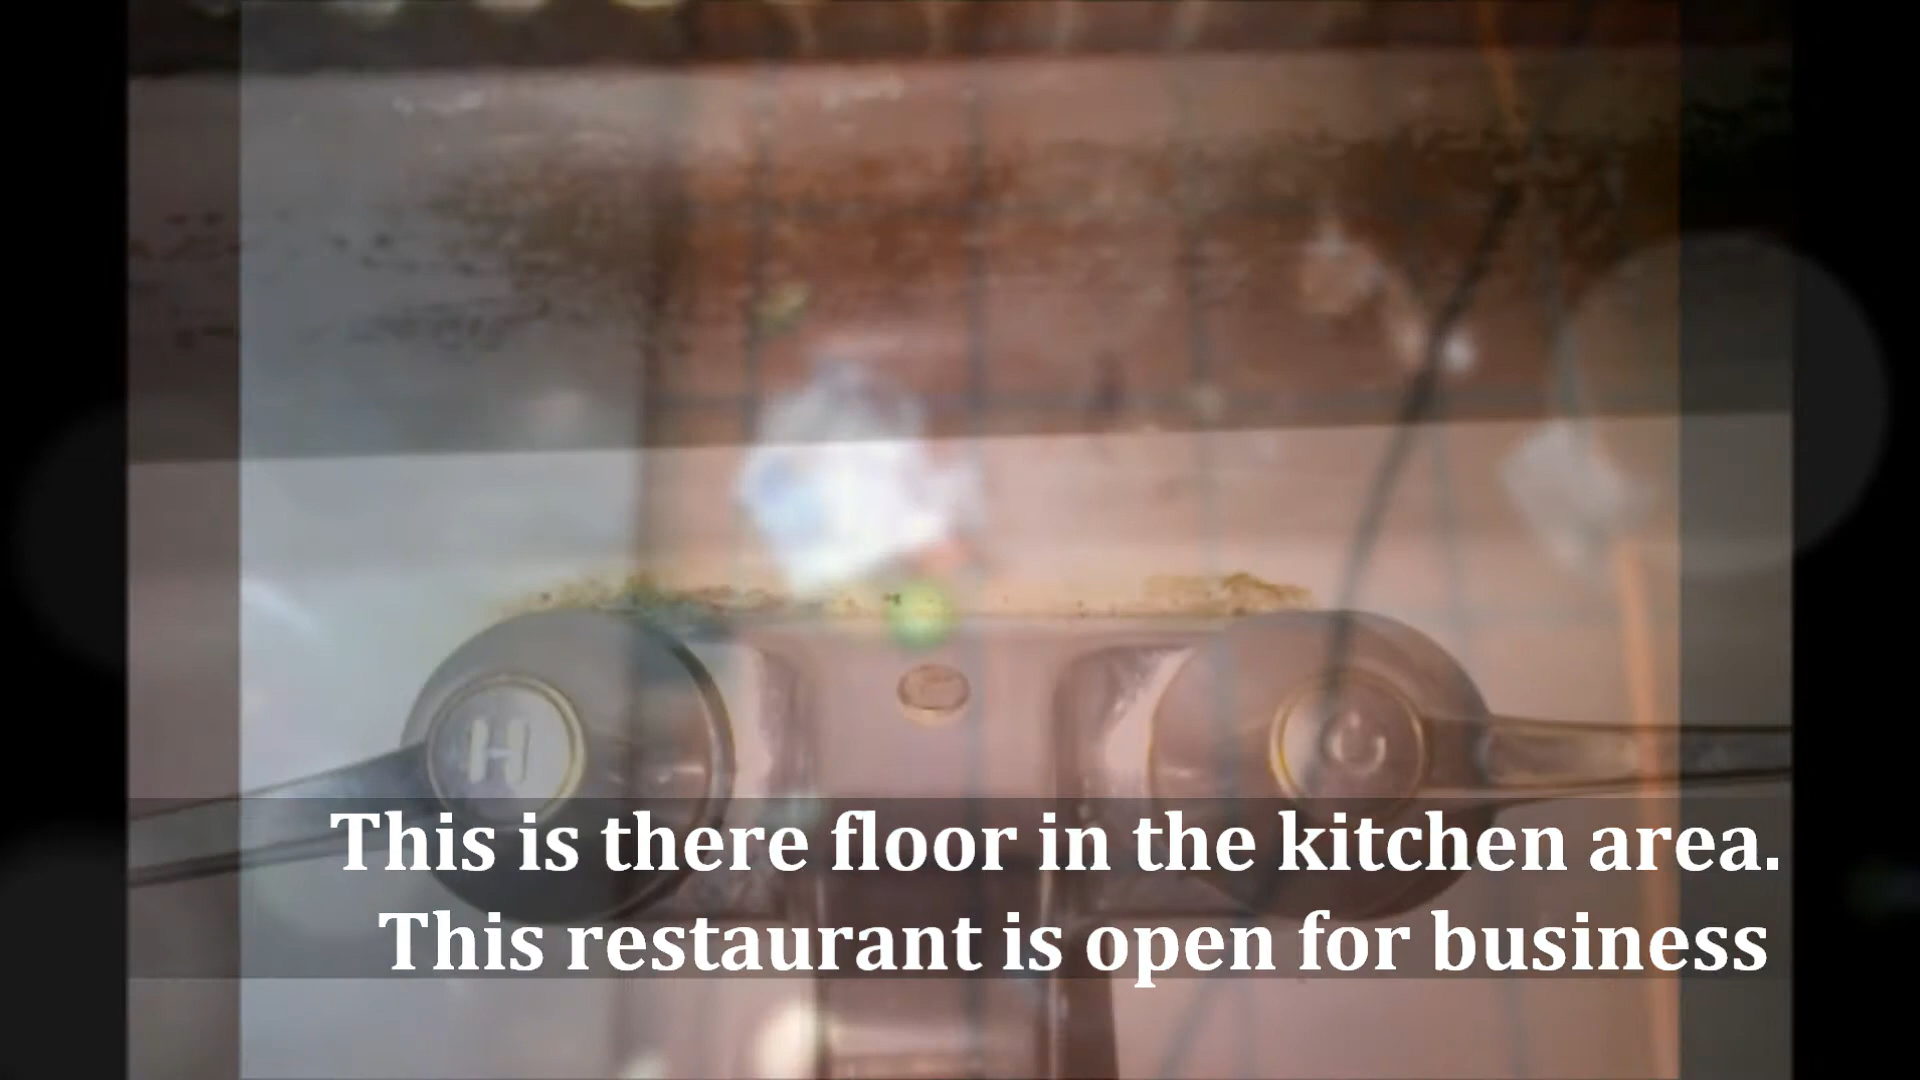 H
C
This is there floor in the kitchen area.
This restaurant is open for business